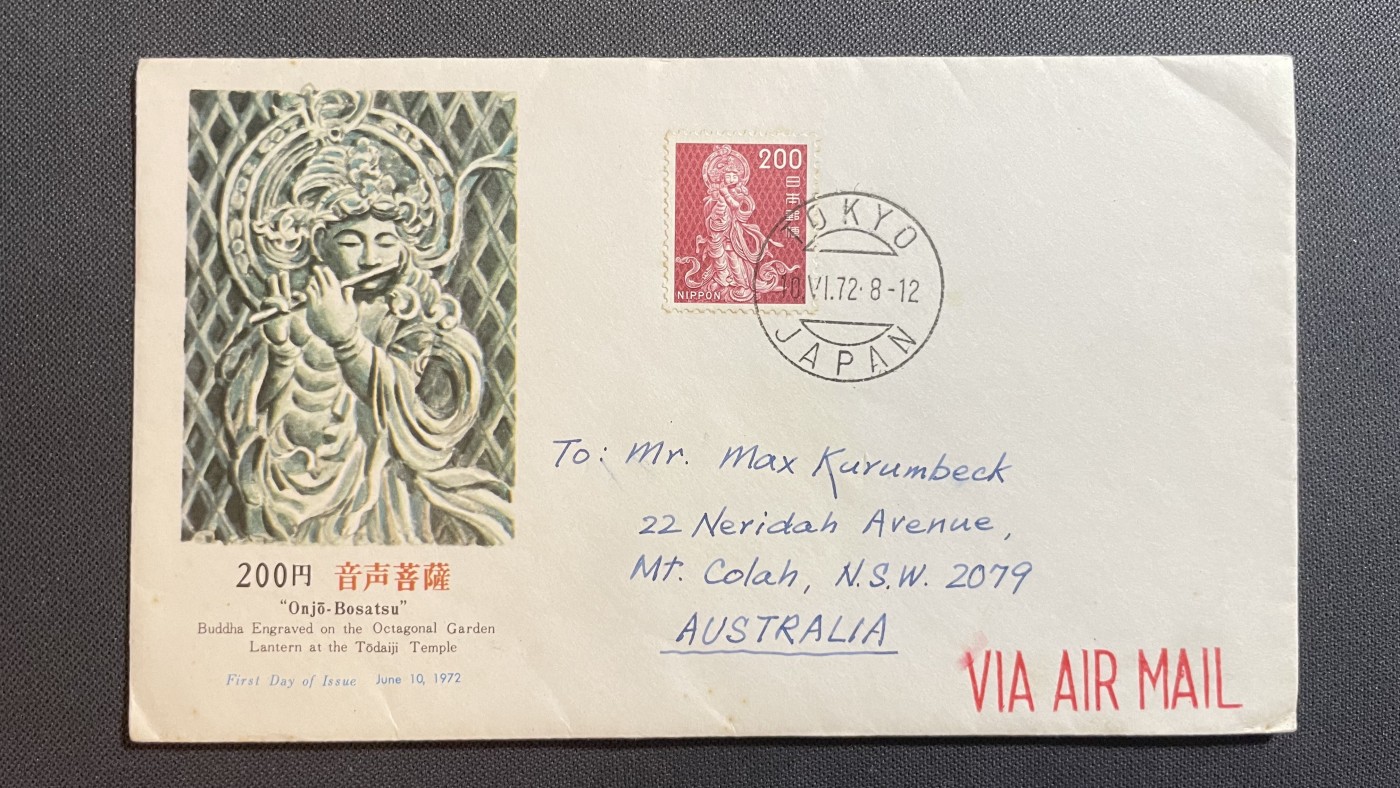 200円 音声菩薩
"Onjō-Bosatsu"
Buddha Engraved on the Octagonal Garden
Lantern at the Tōdaiji Temple
First Day of Issue June 10, 1972
200
日本郵便
NIPPON
TOKYO
10.VI.72·8-12
JAPAN
To: Mr. Max Kurumbeck
22 Neridah Avenue,
Mt. Colah, N.S.W. 2079
AUSTRALIA
VIA AIR MAIL